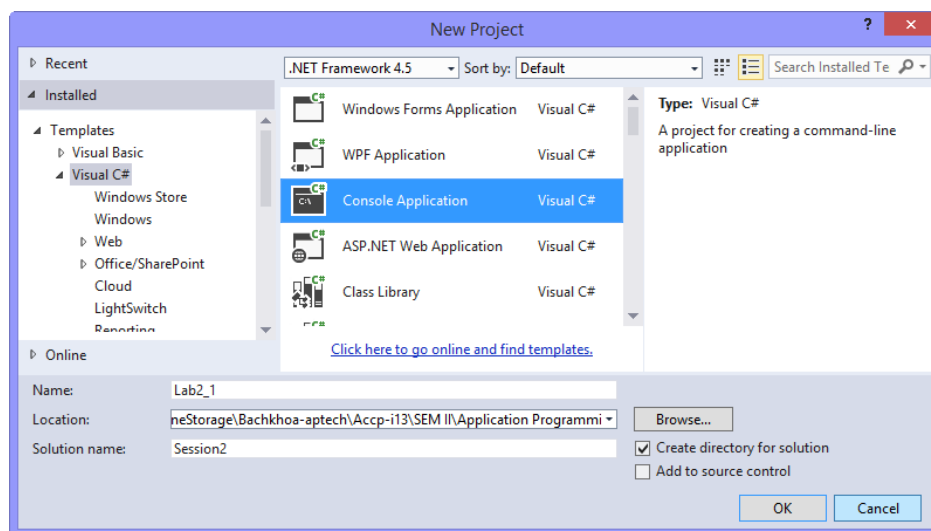 New Project
? ×
Recent
Installed
Templates
Visual Basic
Visual C#
Windows Store
Windows
Web
Office/SharePoint
Cloud
LightSwitch
Reporting
Online
.NET Framework 4.5 Sort by: Default Search Installed Te
C# Windows Forms Application Visual C#
C# WPF Application Visual C#
C# C:\ Console Application Visual C#
C# ASP.NET Web Application Visual C#
C# Class Library Visual C#
C#
Click here to go online and find templates.
Type: Visual C#
A project for creating a command-line
application
Name: Lab2_1
Location: neStorage\Bachkhoa-aptech\Accp-i13\SEM II\Application Programmi Browse...
Solution name: Session2
Create directory for solution
Add to source control
OK Cancel